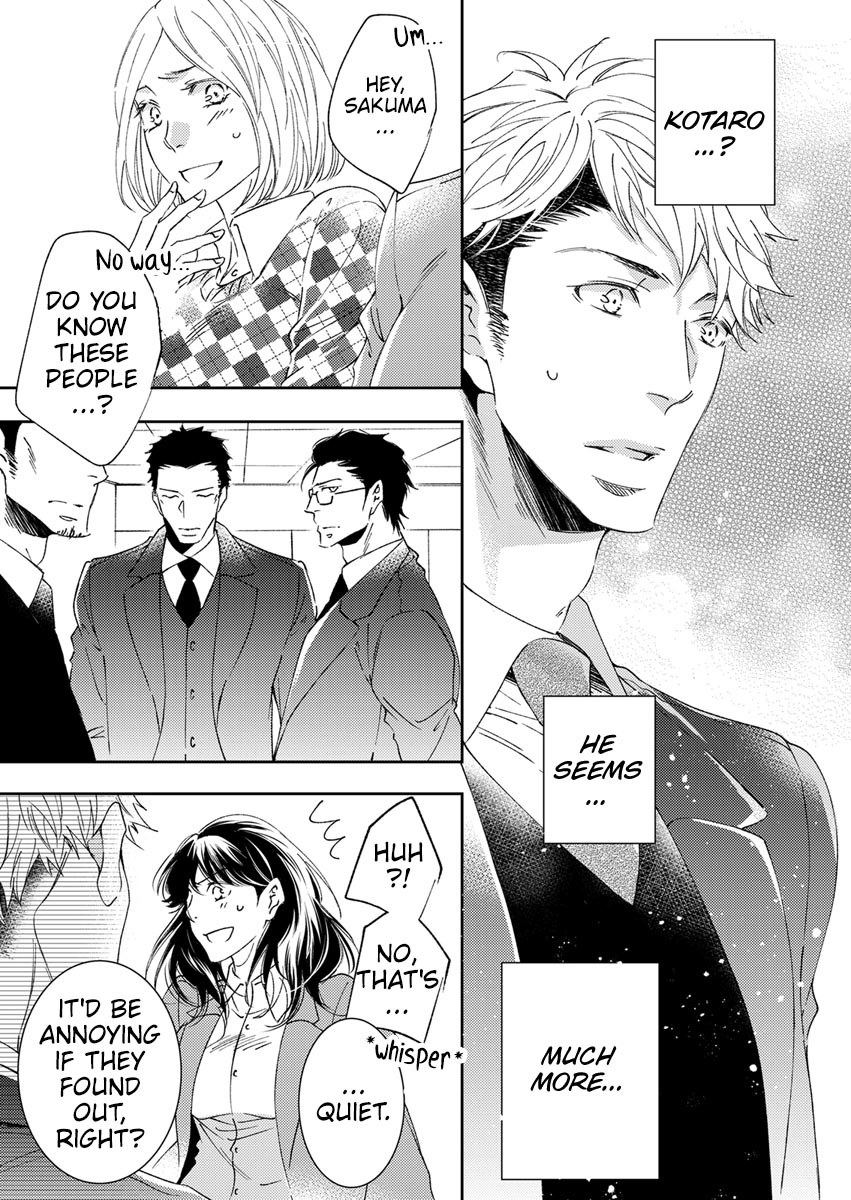 KOTARO
...?
HE
SEEMS
...
MUCH
MORE...
Um...
HEY,
SAKUMA
...
No way...
DO YOU
KNOW
THESE
PEOPLE
...?
HUH
?!
NO,
THAT'S
...
*whisper*
...
QUIET.
IT'D BE
ANNOYING
IF THEY
FOUND
OUT,
RIGHT?